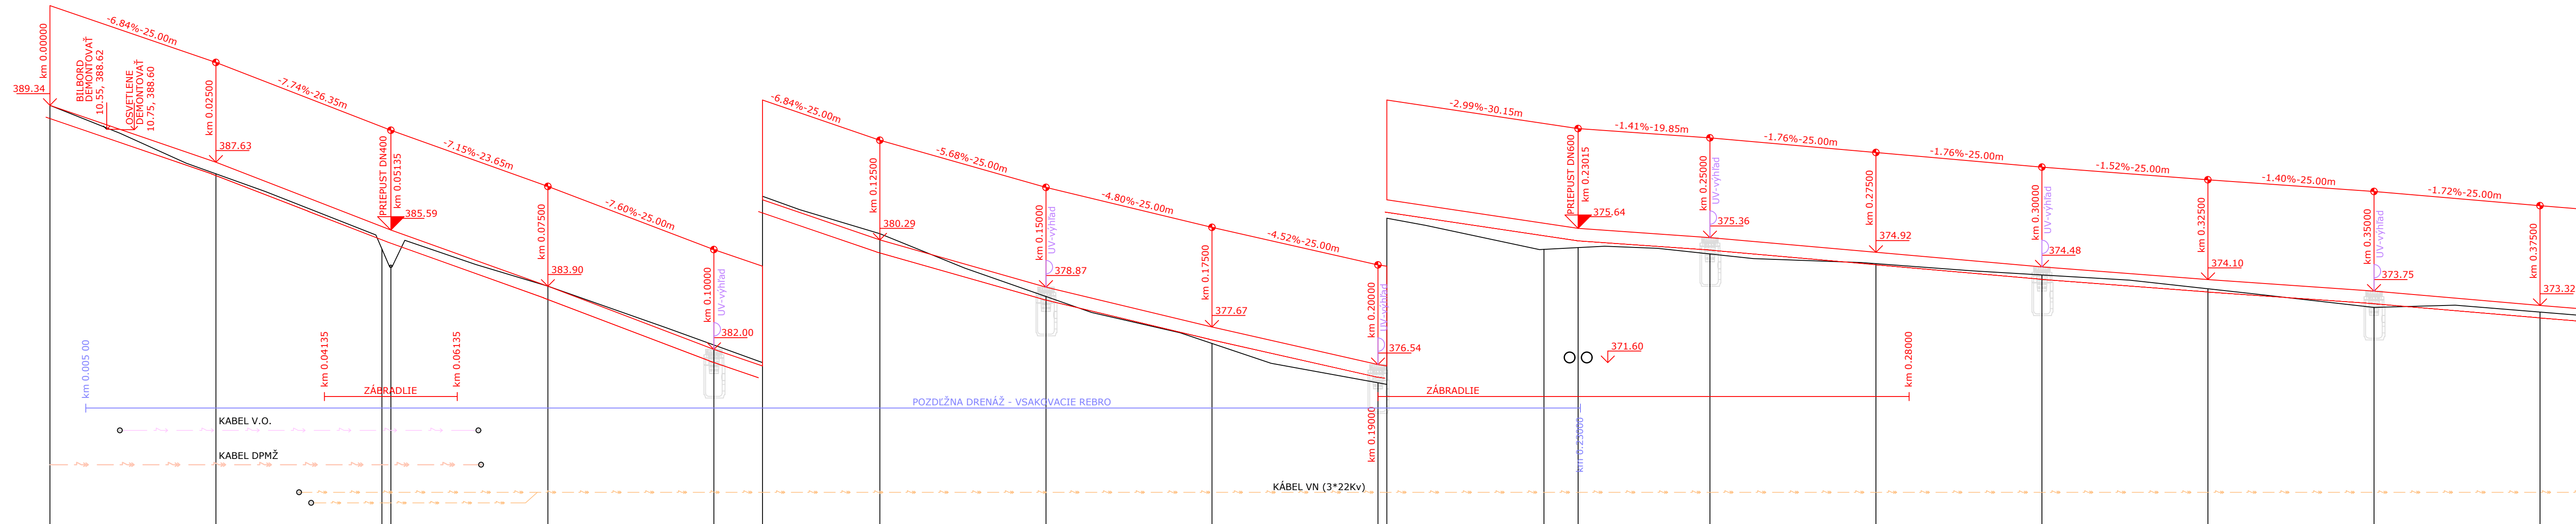 -6.84%-25.00m
-7.74%-26.35m
-7.15%-23.65m
-7.60%-25.00m
-6.84%-25.00m
-5.68%-25.00m
-4.80%-25.00m
-4.52%-25.00m
-2.99%-30.15m
-1.41%-19.85m
-1.76%-25.00m
-1.76%-25.00m
-1.52%-25.00m
-1.40%-25.00m
-1.72%-25.00m
km 0.00000
389.34
BILBORD
DEMONTOVAŤ
10.55, 388.62
OSVETLENE
DEMONTOVAŤ
10.75, 388.60
km 0.02500
387.63
PRIEPUST DN400
km 0.05135
385.59
km 0.07500
383.90
km 0.10000
UV-výhľad
382.00
km 0.12500
380.29
km 0.15000
UV-výhľad
378.87
km 0.17500
377.67
km 0.20000
UV-výhľad
376.54
PRIEPUST DN600
km 0.23015
375.64
km 0.25000
UV-výhľad
375.36
km 0.27500
374.92
km 0.30000
UV-výhľad
374.48
km 0.32500
374.10
km 0.35000
UV-výhľad
373.75
km 0.37500
373.32
371.60
km 0.005 00
km 0.04135
ZÁBRADLIE
km 0.06135
km 0.19000
ZÁBRADLIE
km 0.28000
POZDĹŽNA DRENÁŽ - VSAKOVACIE REBRO
km 0.23000
KABEL V.O.
KABEL DPMŽ
KÁBEL VN (3*22Kv)